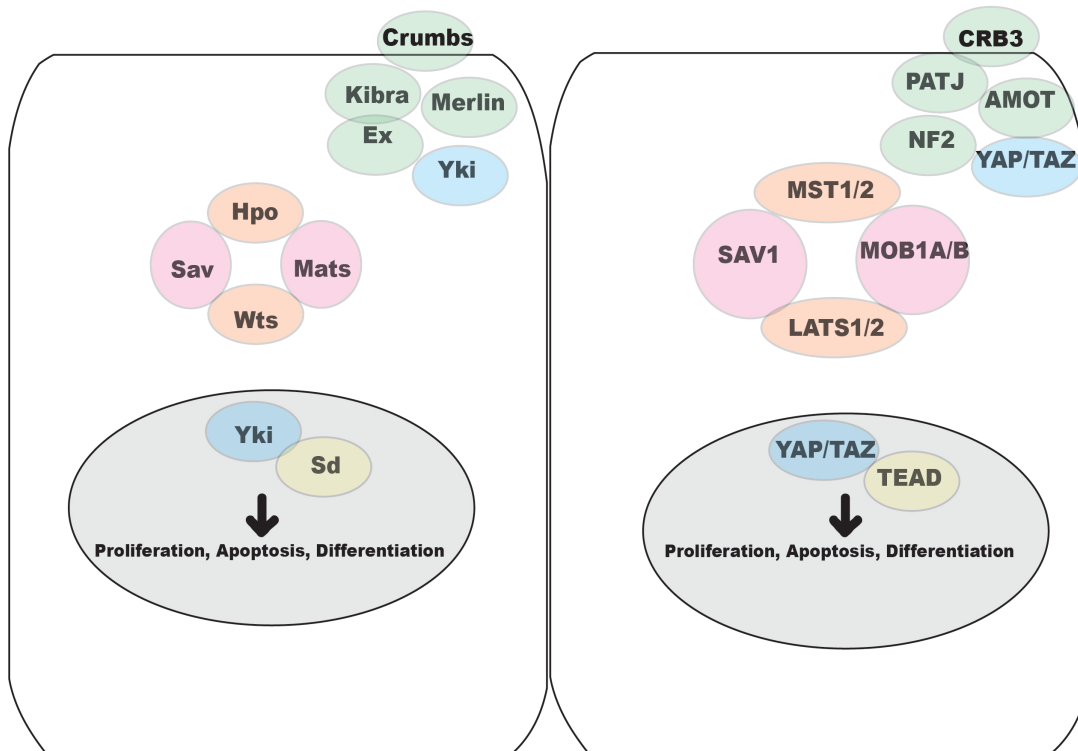 Crumbs
Kibra
Merlin
Ex
Yki
Hpo
Sav
Mats
Wts
Yki
Sd
Proliferation, Apoptosis, Differentiation
CRB3
PATJ
AMOT
NF2
YAP/TAZ
MST1/2
SAV1
MOB1A/B
LATS1/2
YAP/TAZ
TEAD
Proliferation, Apoptosis, Differentiation